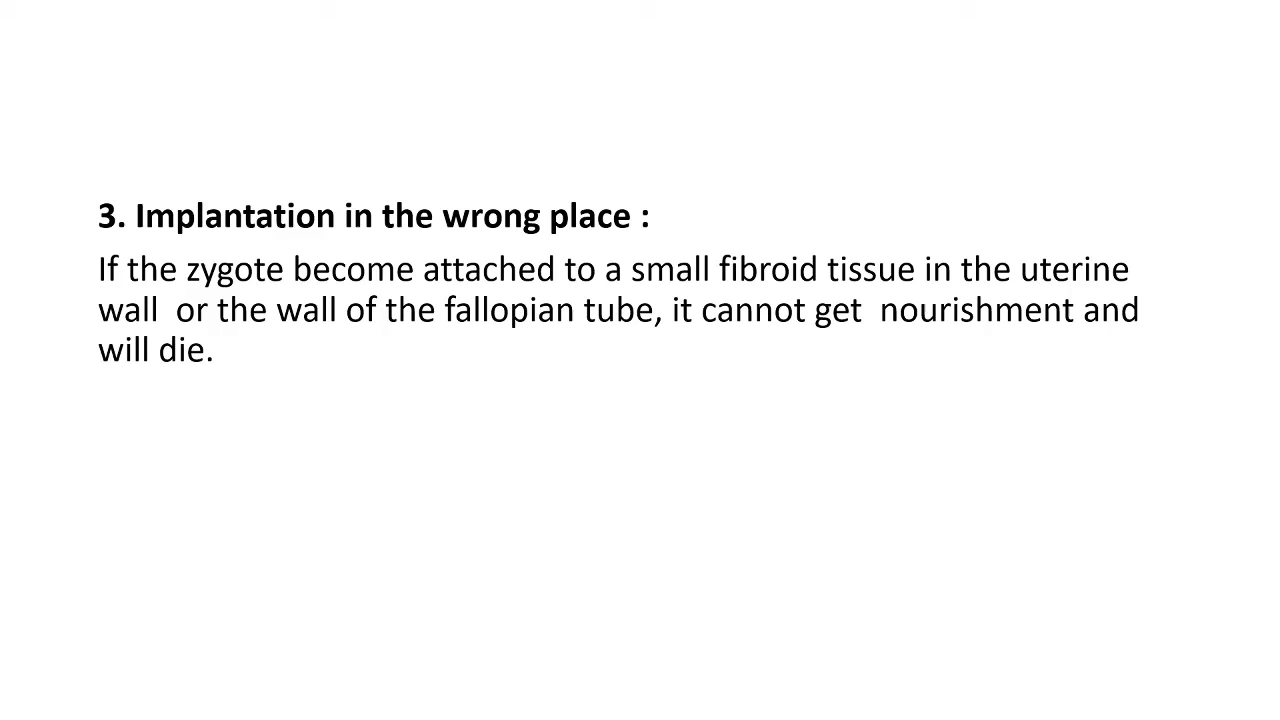 3. Implantation in the wrong place :
If the zygote become attached to a small fibroid tissue in the uterine
wall  or the wall of the fallopian tube, it cannot get  nourishment and
will die.